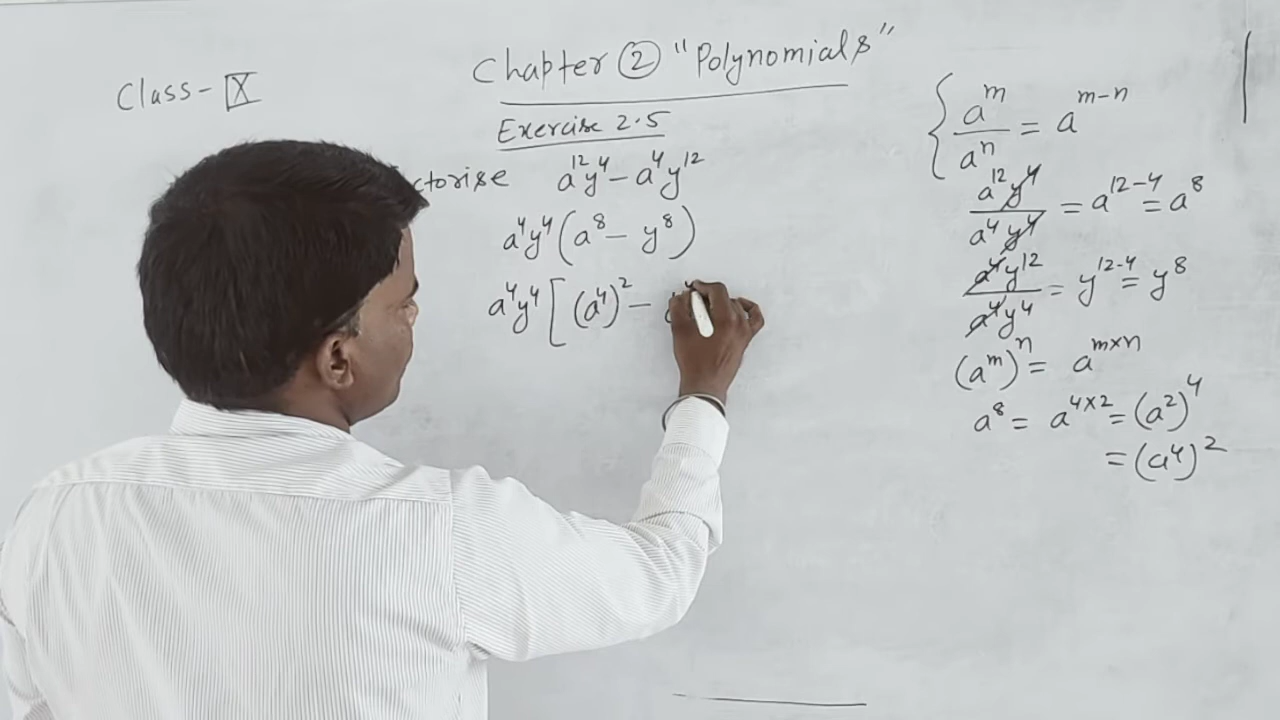 Chapter ② "Polynomials"
Class - IX
Exercise 2.5
ctorise a¹²y⁴ - a⁴y¹²
a⁴y⁴(a⁸ - y⁸)
a⁴y⁴[(a⁴)² -
{ aᵐ/aⁿ = aᵐ⁻ⁿ
a¹²y⁴/a⁴y⁴ = a¹²⁻⁴ = a⁸
a⁴y¹²/a⁴y⁴ = y¹²⁻⁴ = y⁸
(aᵐ)ⁿ = aᵐˣⁿ
a⁸ = a⁴ˣ² = (a²)⁴
= (a⁴)²